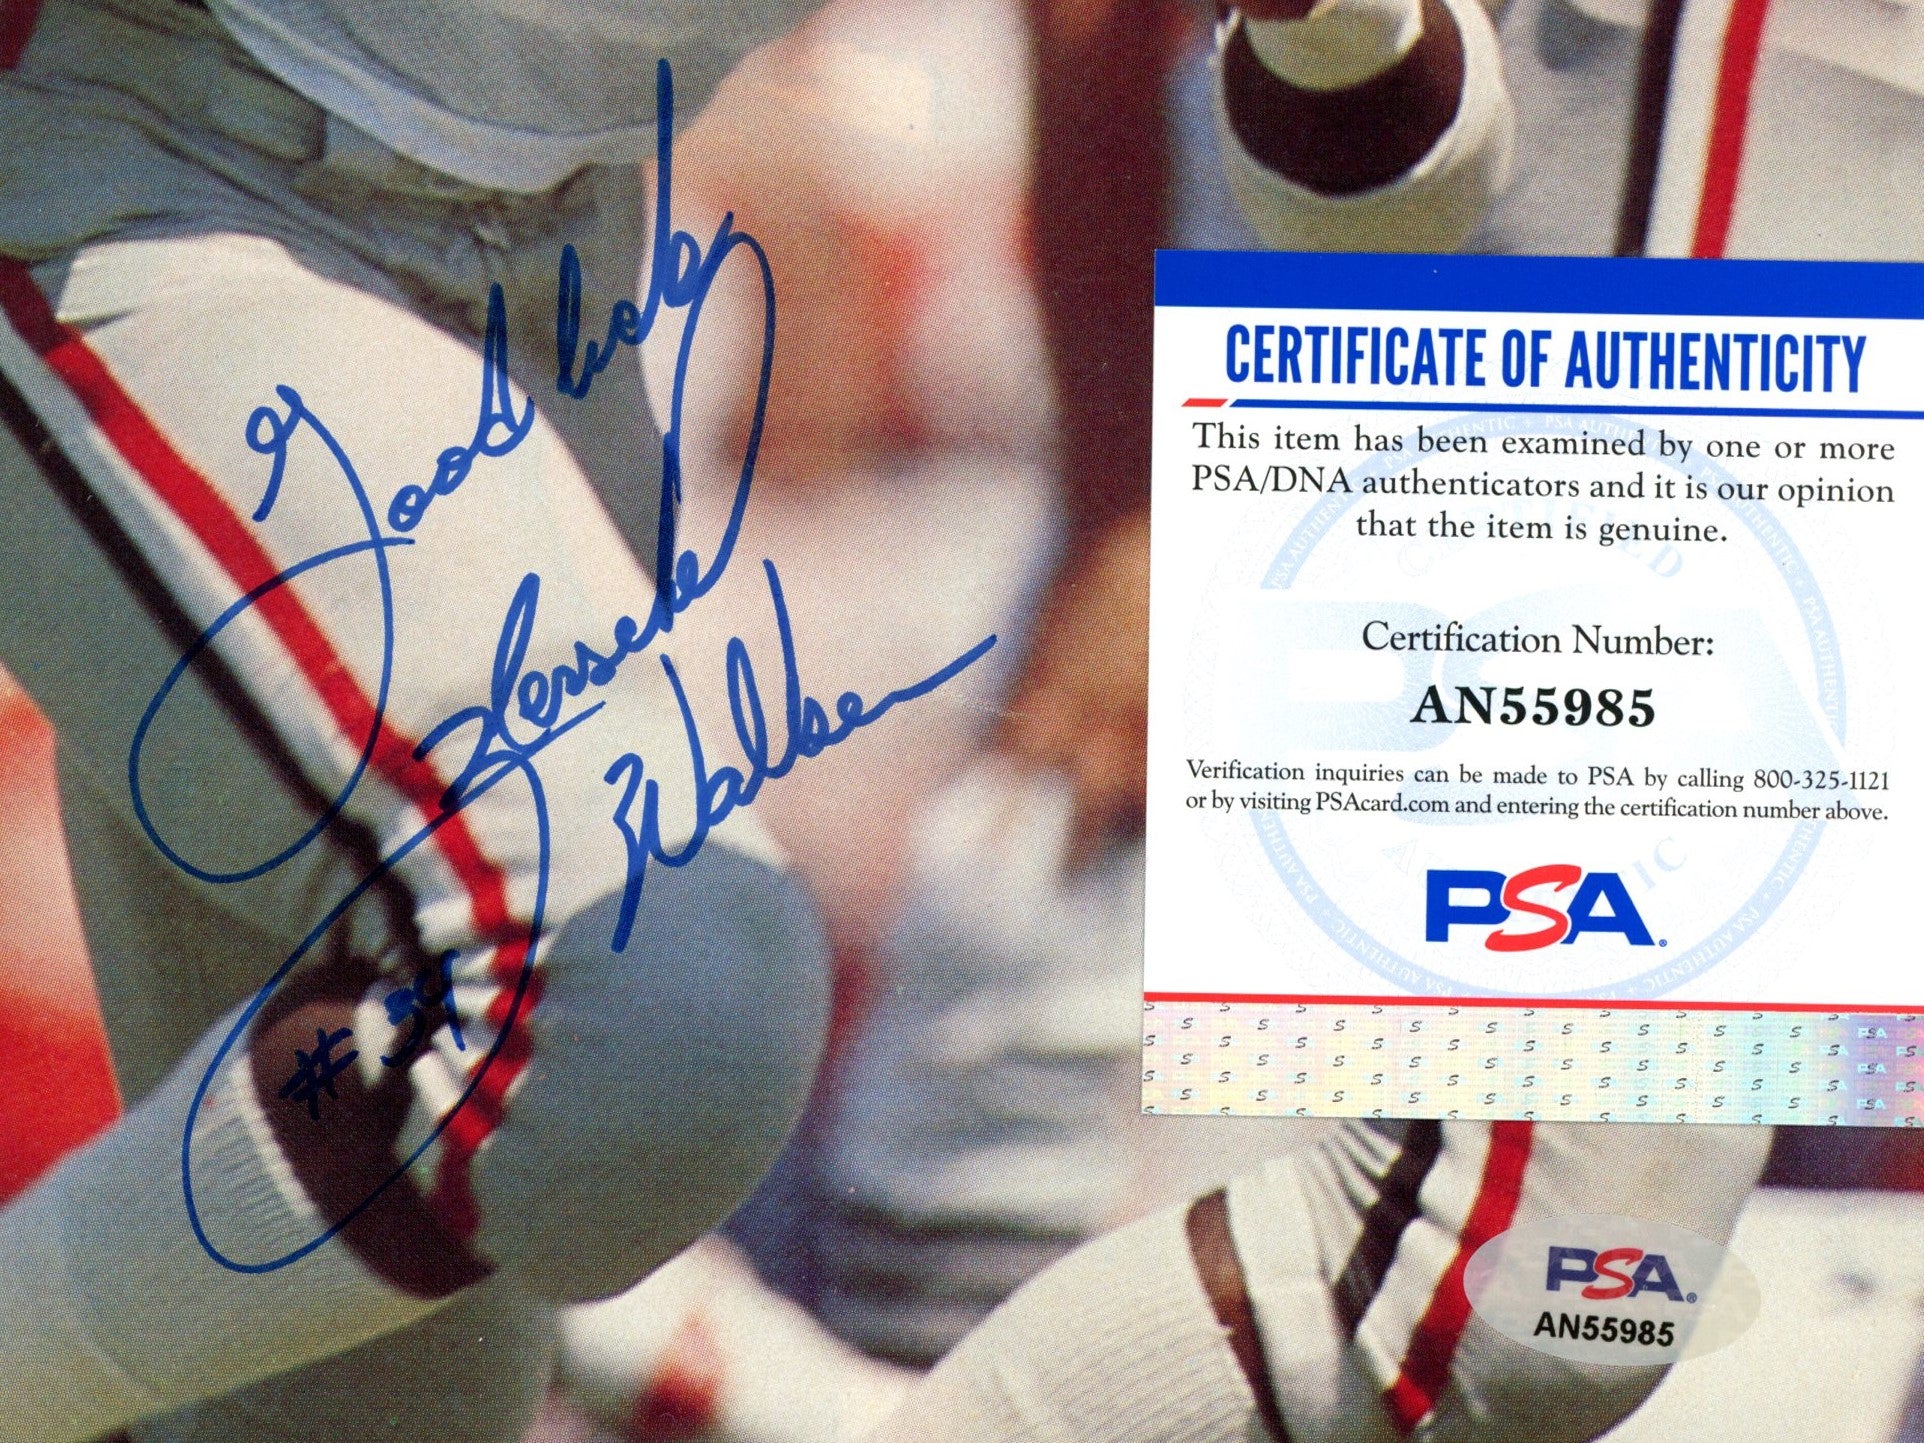 Good luck
Herschel
Walker
#34
CERTIFICATE OF AUTHENTICITY
This item has been examined by one or more
PSA/DNA authenticators and it is our opinion
that the item is genuine.
Certification Number:
AN55985
Verification inquiries can be made to PSA by calling 800-325-1121
or by visiting PSAcard.com and entering the certification number above.
PSA®
PSA®
AN55985